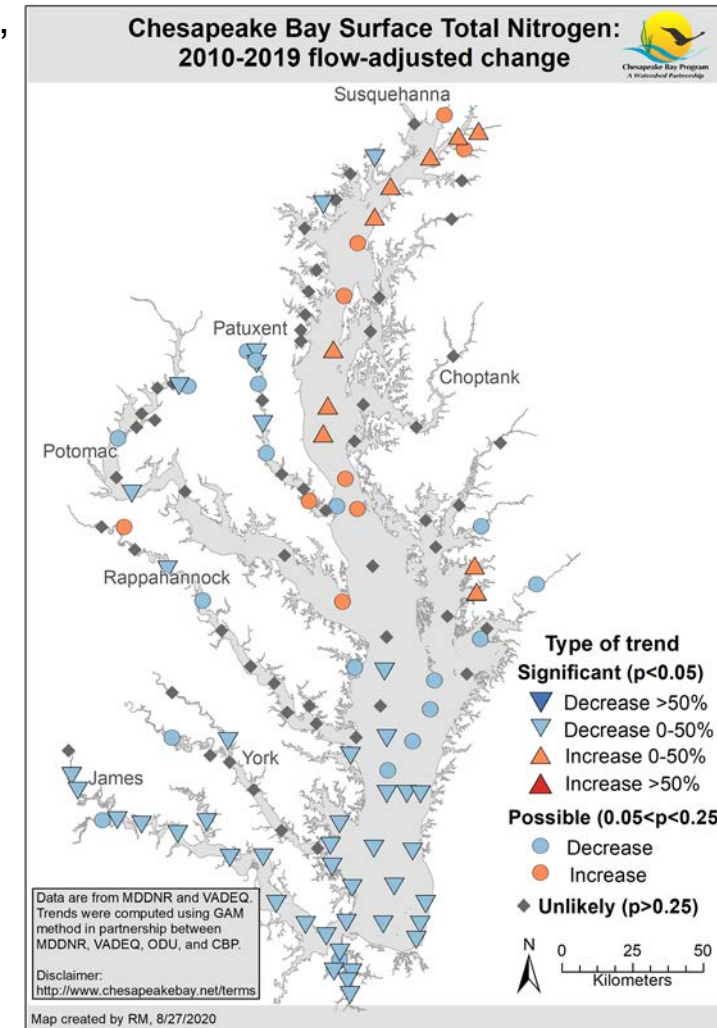 ,
Chesapeake Bay Surface Total Nitrogen:
2010-2019 flow-adjusted change
Chesapeake Bay Program
A Watershed Partnership
Susquehanna
Patuxent
Choptank
Potomac
Rappahannock
York
James
Type of trend
Significant (p<0.05)
Decrease >50%
Decrease 0-50%
Increase 0-50%
Increase >50%
Possible (0.05<p<0.25
Decrease
Increase
Unlikely (p>0.25)
N
0 25 50
Kilometers
Data are from MDDNR and VADEQ.
Trends were computed using GAM
method in partnership between
MDDNR, VADEQ, ODU, and CBP.
Disclaimer:
http://www.chesapeakebay.net/terms
Map created by RM, 8/27/2020